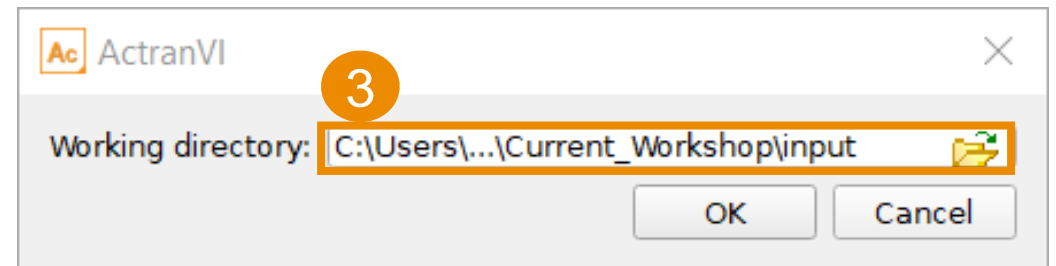 Ac ActranVI
3
Working directory: C:\Users\...\Current_Workshop\input
OK Cancel